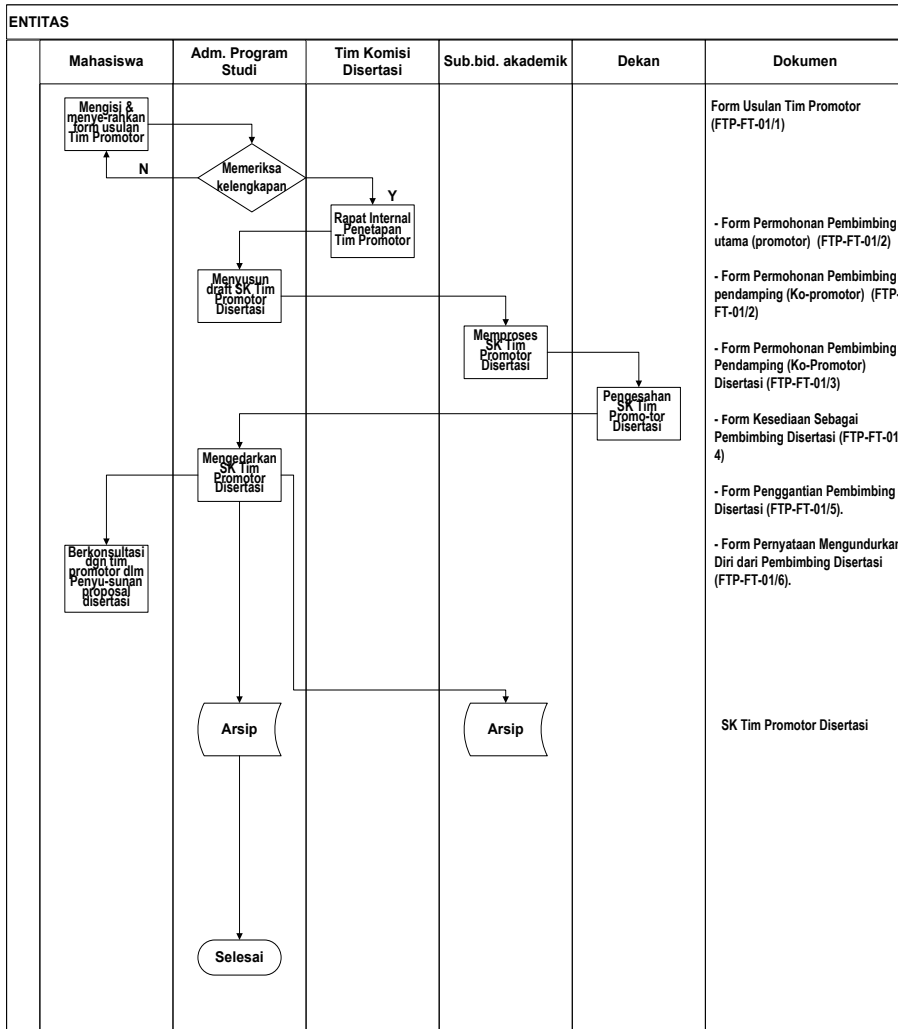 ENTITAS
Mahasiswa
Adm. Program
Studi
Tim Komisi
Disertasi
Sub.bid. akademik
Dekan
Dokumen
Mengisi &
menye-rahkan
form usulan
Tim Promotor
Form Usulan Tim Promotor
(FTP-FT-01/1)
N
Memeriksa
kelengkapan
Y
Rapat Internal
Penetapan
Tim Promotor
- Form Permohonan Pembimbing
utama (promotor) (FTP-FT-01/2)
Menyusun
draft SK Tim
Promotor
Disertasi
- Form Permohonan Pembimbing
pendamping (Ko-promotor) (FTP-
FT-01/2)
Memproses
SK Tim
Promotor
Disertasi
- Form Permohonan Pembimbing
Pendamping (Ko-Promotor)
Disertasi (FTP-FT-01/3)
Pengesahan
SK Tim
Promo-tor
Disertasi
- Form Kesediaan Sebagai
Pembimbing Disertasi (FTP-FT-01
4)
Mengedarkan
SK Tim
Promotor
Disertasi
- Form Penggantian Pembimbing
Disertasi (FTP-FT-01/5).
Berkonsultasi
dgn tim
promotor dlm
Penyu-sunan
proposal
disertasi
- Form Pernyataan Mengundurkan
Diri dari Pembimbing Disertasi
(FTP-FT-01/6).
Arsip
Arsip
SK Tim Promotor Disertasi
Selesai